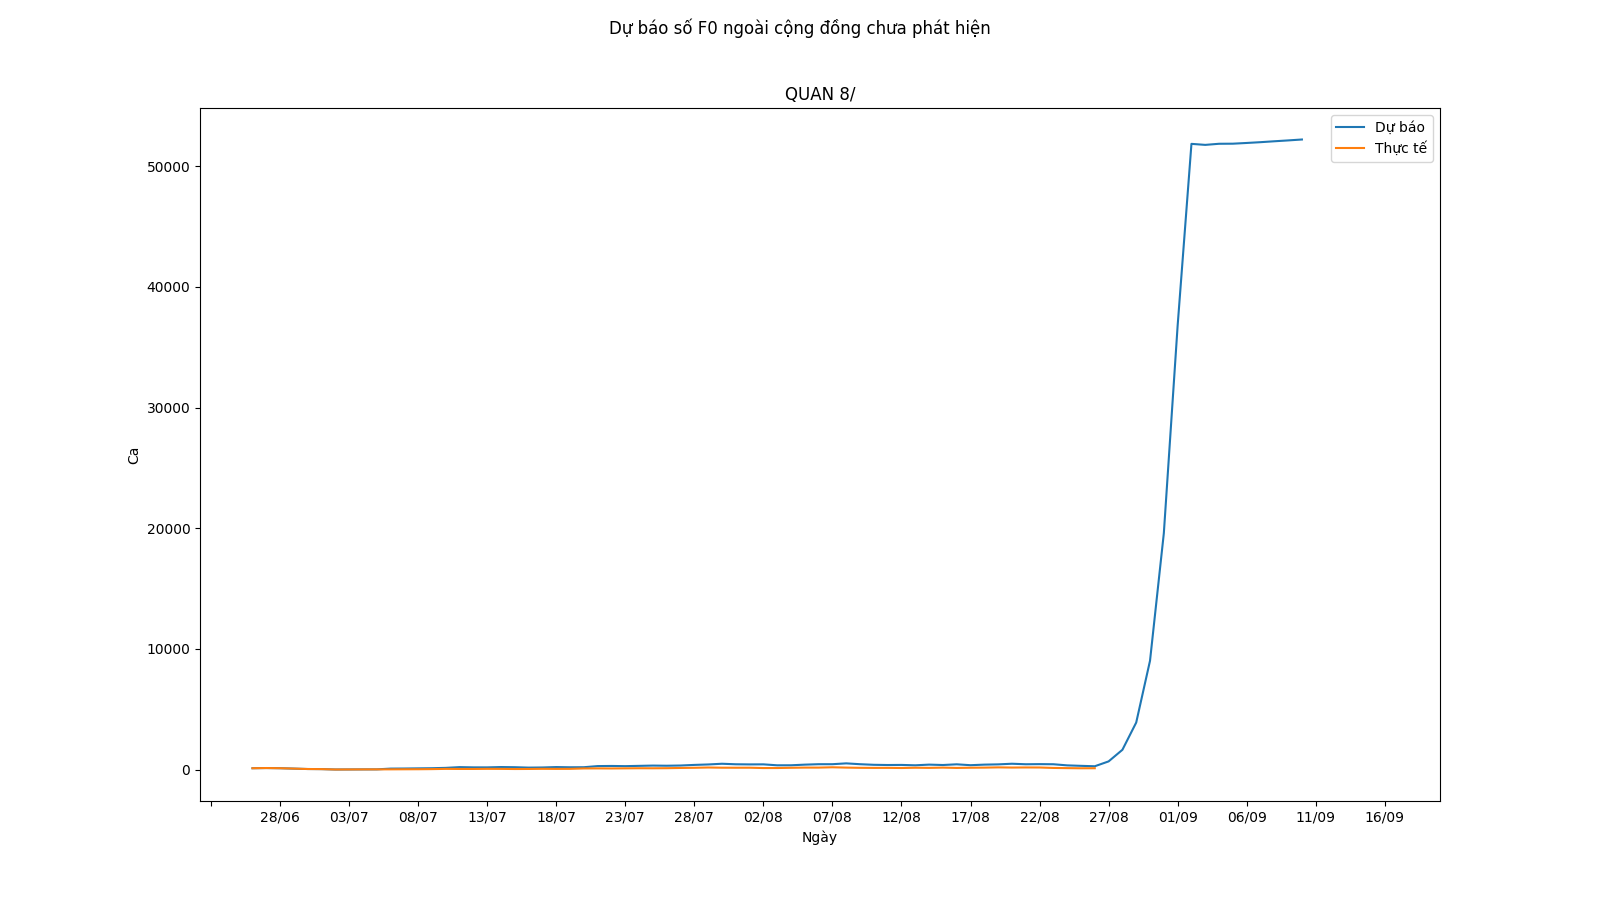 Dự báo số F0 ngoài cộng đồng chưa phát hiện
QUAN 8/
Dự báo
Thực tế
50000
40000
30000
20000
10000
0
Ca
28/06 03/07 08/07 13/07 18/07 23/07 28/07 02/08 07/08 12/08 17/08 22/08 27/08 01/09 06/09 11/09 16/09
Ngày